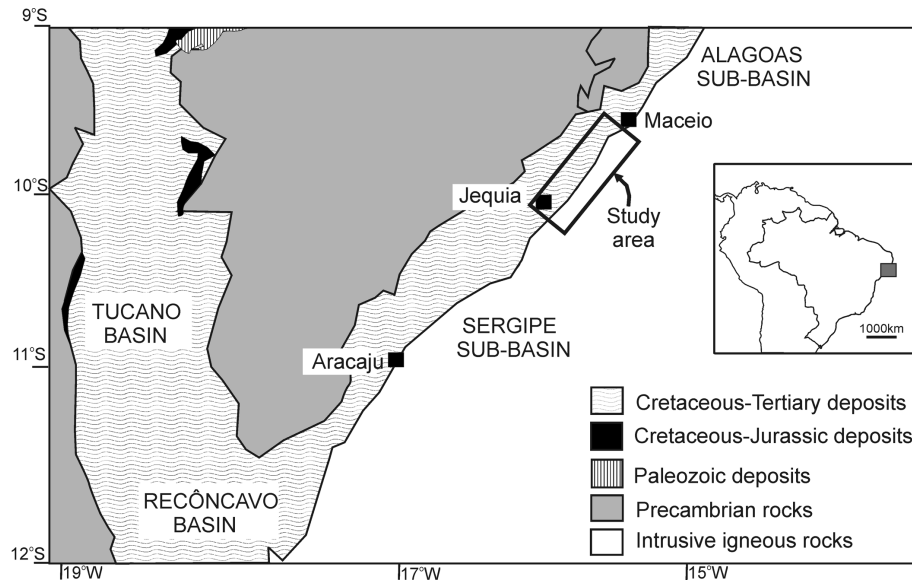 9°S
ALAGOAS
SUB-BASIN
Maceio
10°S
Jequia
Study
area
TUCANO
BASIN
SERGIPE
SUB-BASIN
1000km
11°S
Aracaju
Cretaceous-Tertiary deposits
Cretaceous-Jurassic deposits
Paleozoic deposits
RECÔNCAVO
BASIN
Precambrian rocks
Intrusive igneous rocks
12°S
19°W
17°W
15°W